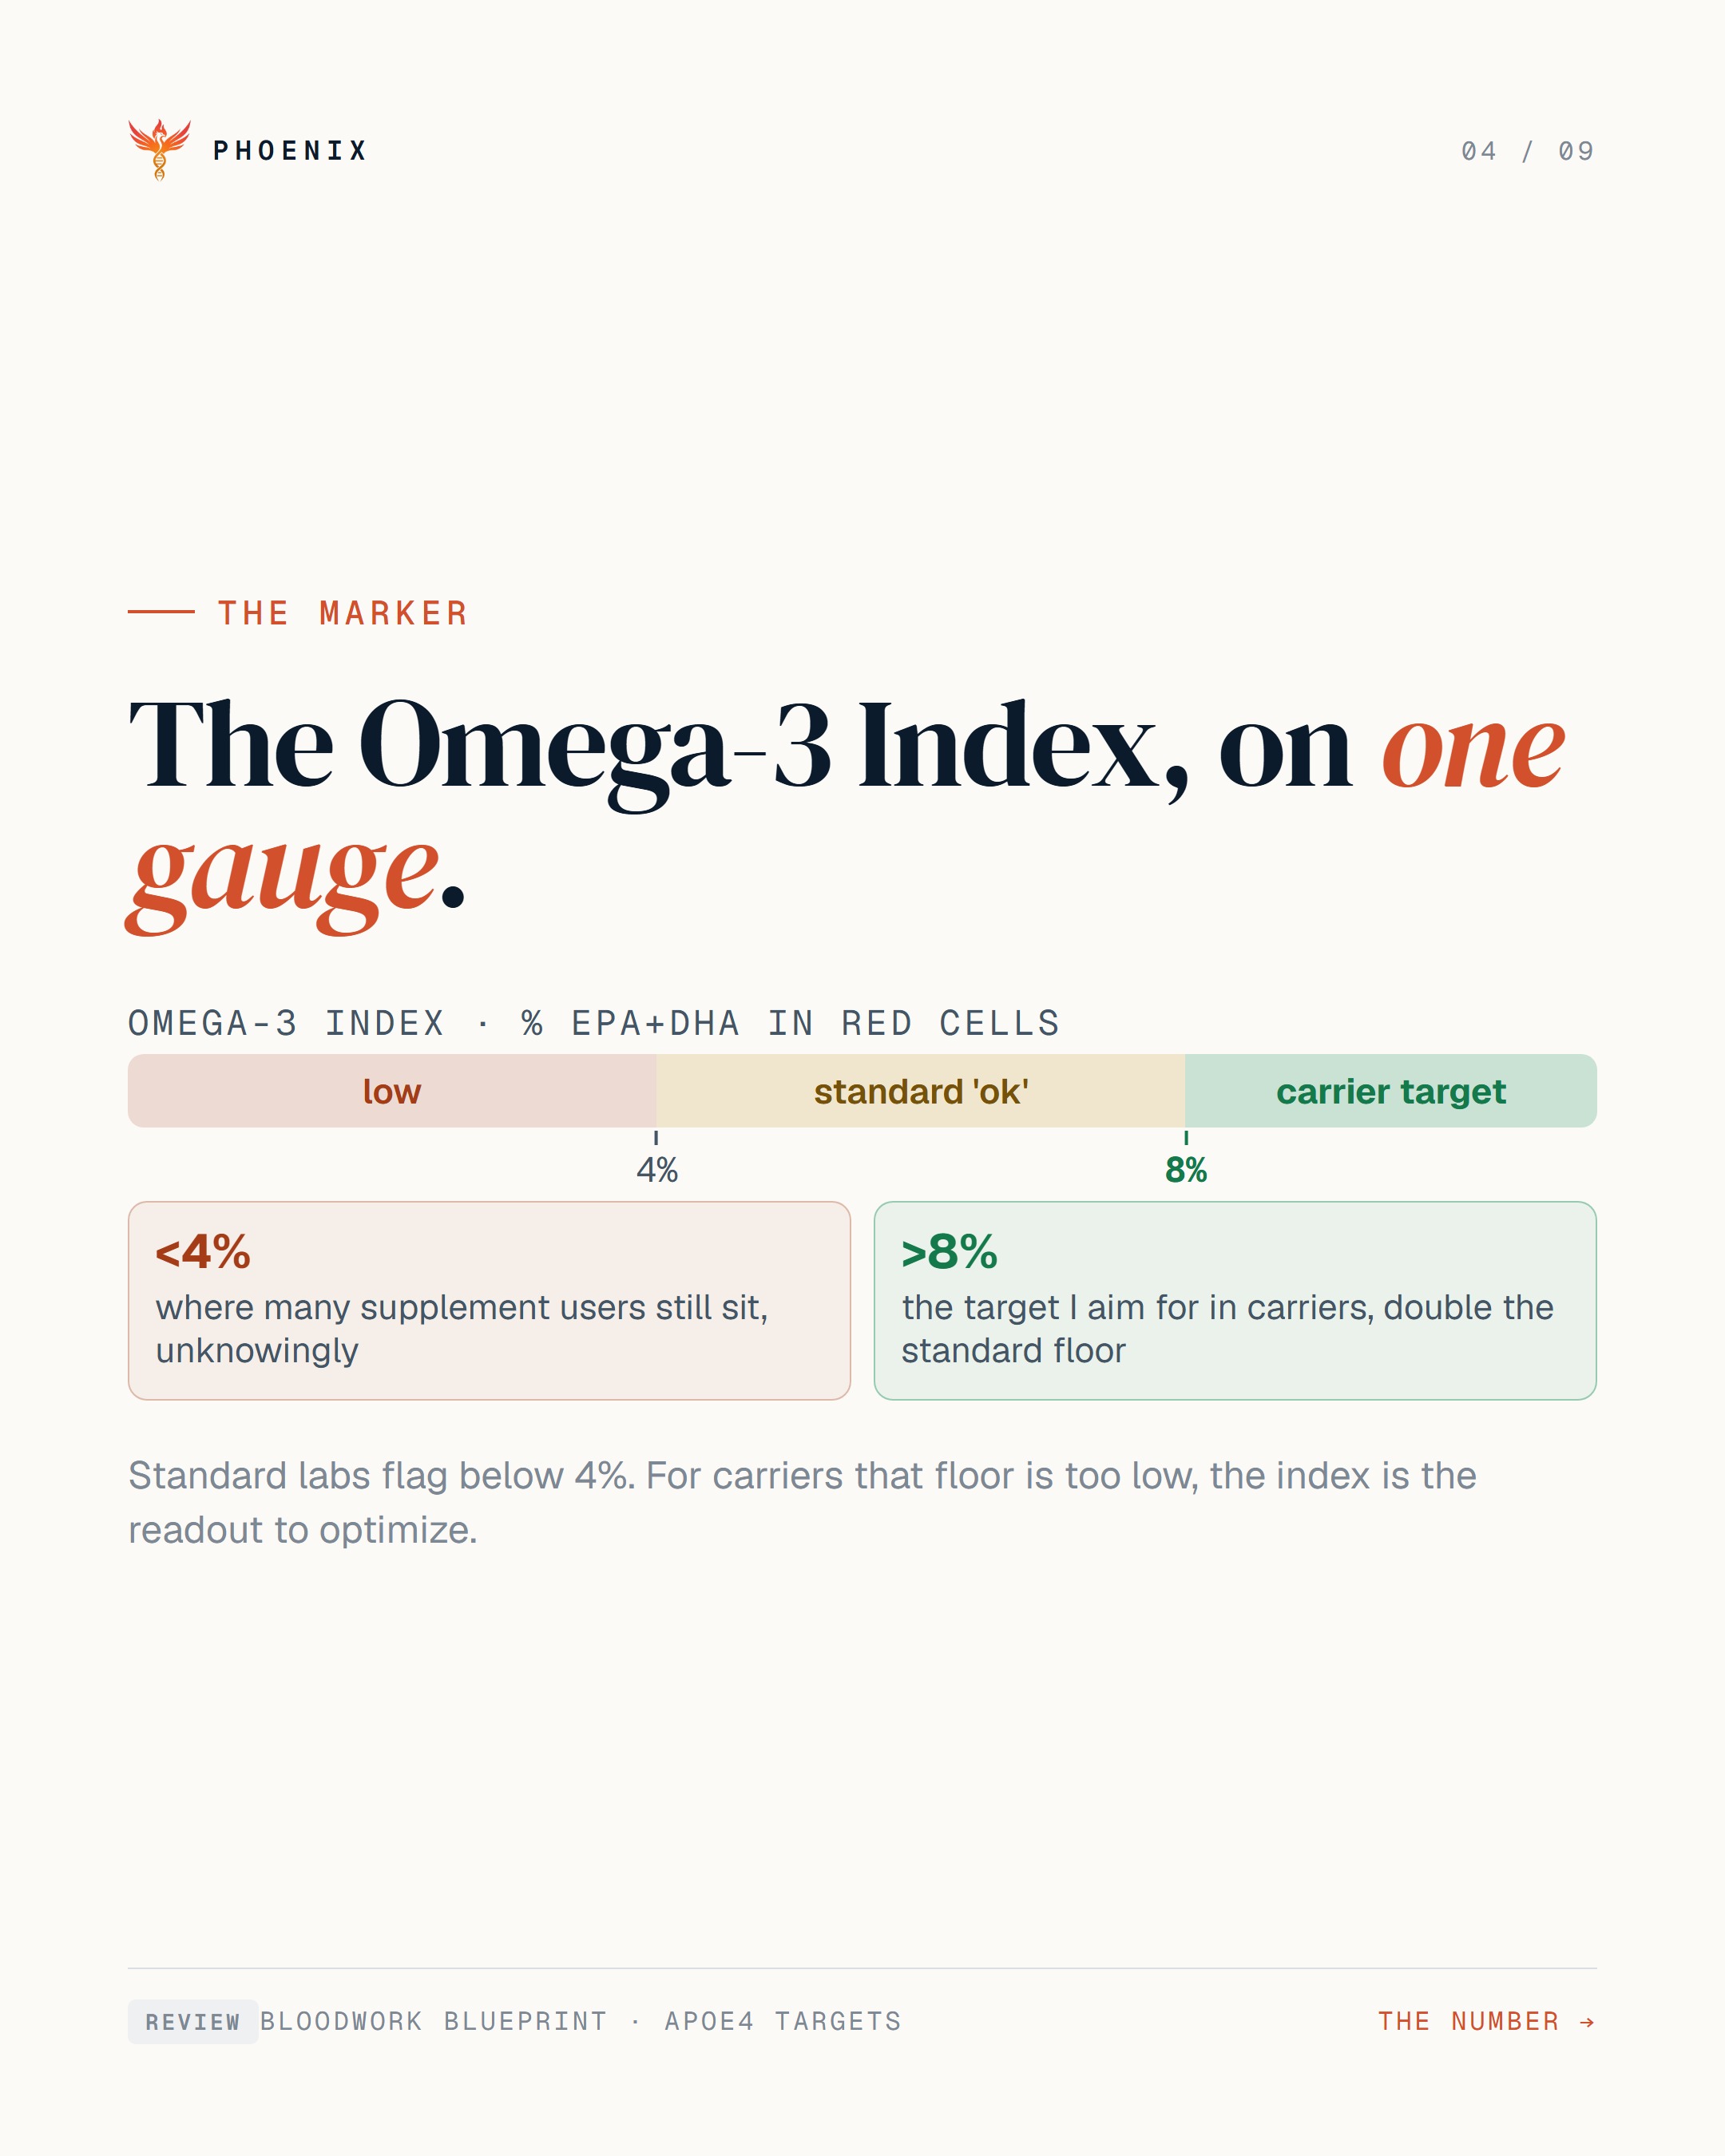 PHOENIX
04 / 09
THE MARKER
The Omega-3 Index, on one
gauge.
OMEGA-3 INDEX · % EPA+DHA IN RED CELLS
low
standard 'ok'
carrier target
4%
8%
<4%
where many supplement users still sit,
unknowingly
>8%
the target I aim for in carriers, double the
standard floor
Standard labs flag below 4%. For carriers that floor is too low, the index is the
readout to optimize.
REVIEW BLOODWORK BLUEPRINT · APOE4 TARGETS
THE NUMBER →